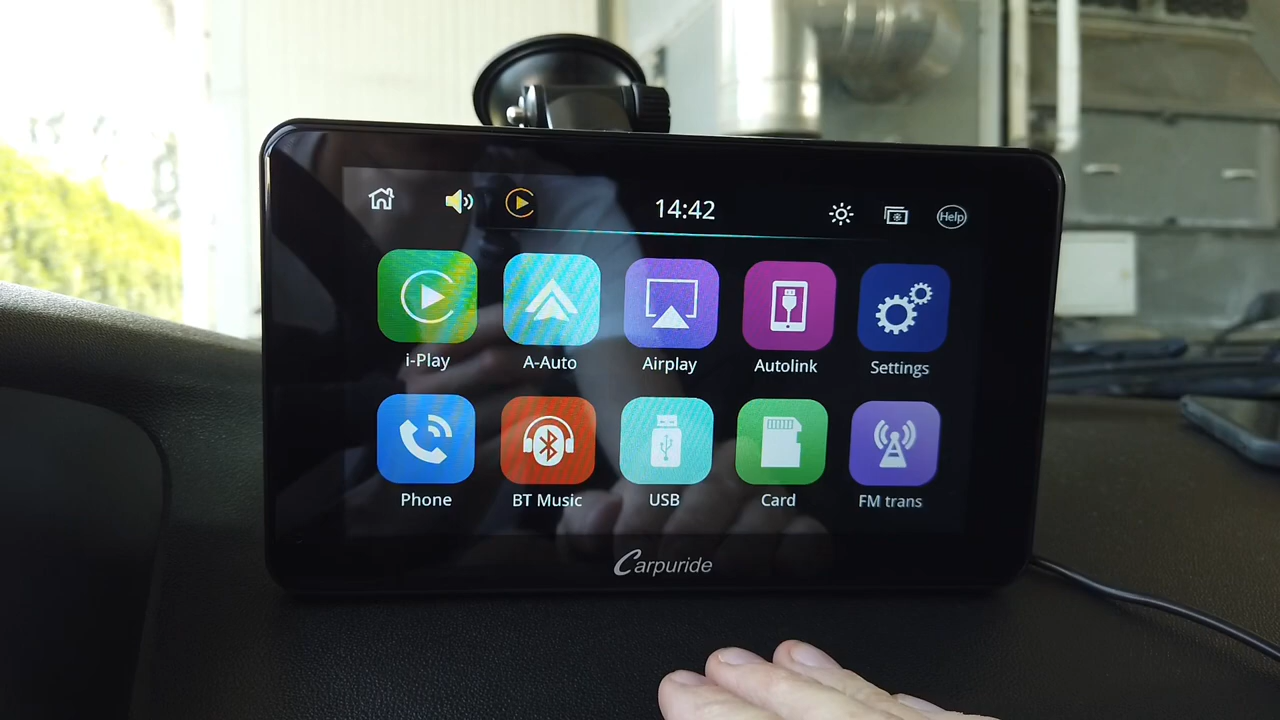 14:42
Help
i-Play
A-Auto
Airplay
Autolink
Settings
Phone
BT Music
USB
Card
FM trans
Carpuride